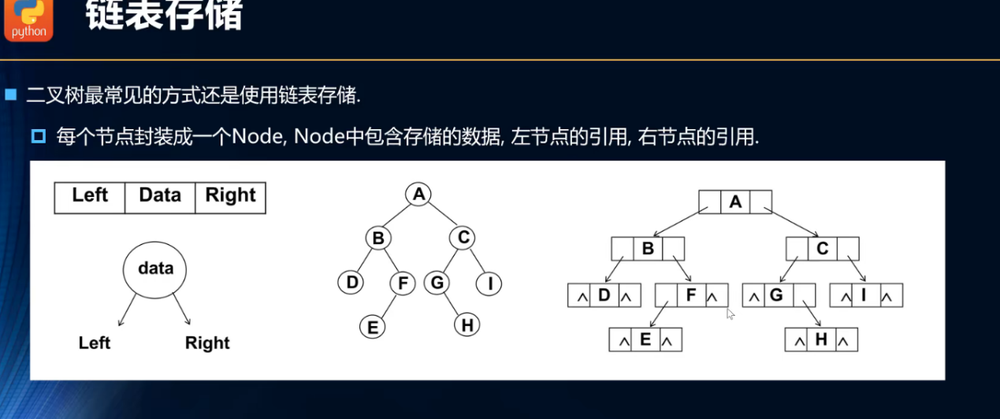 链表存储
python
二叉树最常见的方式还是使用链表存储.
每个节点封装成一个Node, Node中包含存储的数据, 左节点的引用, 右节点的引用.
Left Data Right
data
Left Right
A
B C
D F G I
E H
A
B C
^ D ^ F ^ ^ G ^ I ^
^ E ^ ^ H ^